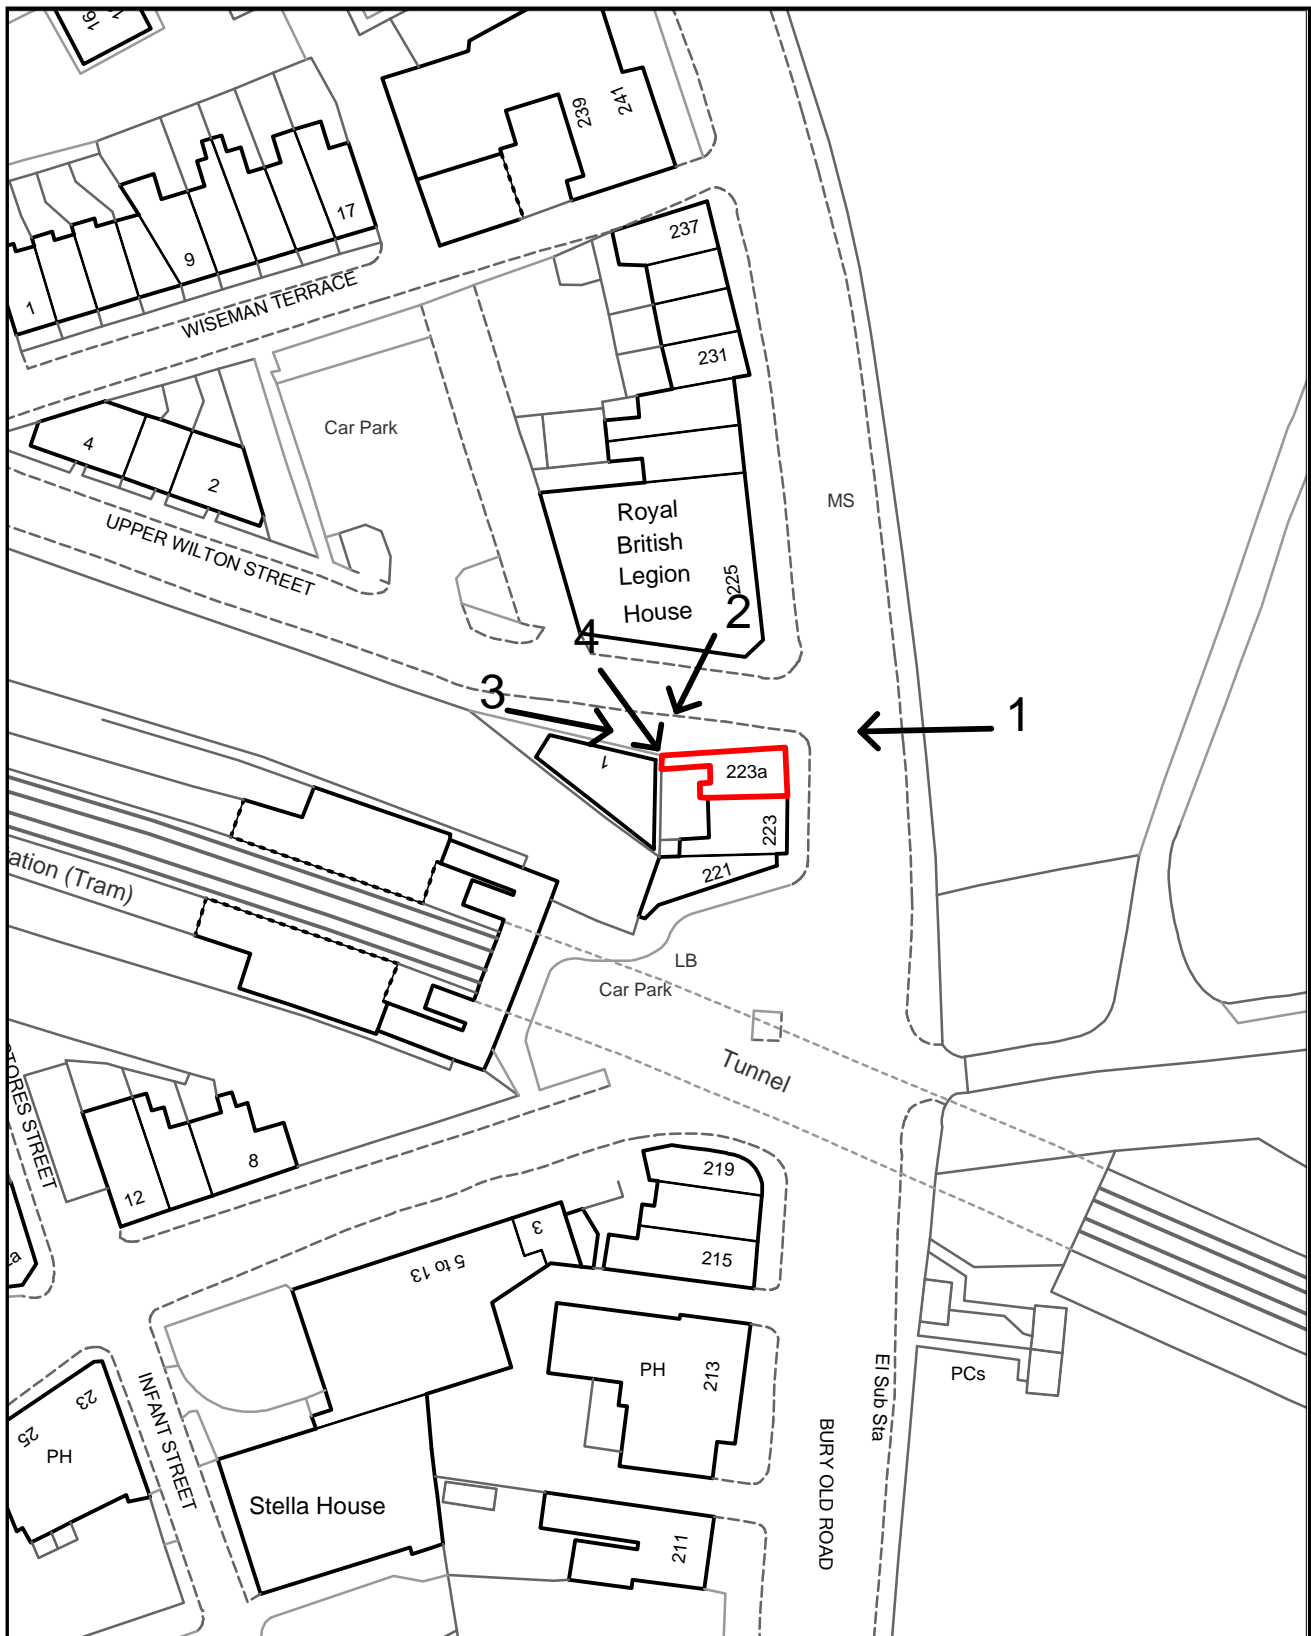 16
239
241
17
9
1
WISEMAN TERRACE
237
231
Car Park
4
2
UPPER WILTON STREET
MS
Royal
British
Legion
House
225
2
4
3
1
1
223a
223
221
ation (Tram)
LB
Car Park
Tunnel
TORES STREET
8
12
219
215
3
5 to 13
PH
213
El Sub Sta
PCs
INFANT STREET
23
25
PH
BURY OLD ROAD
Stella House
211